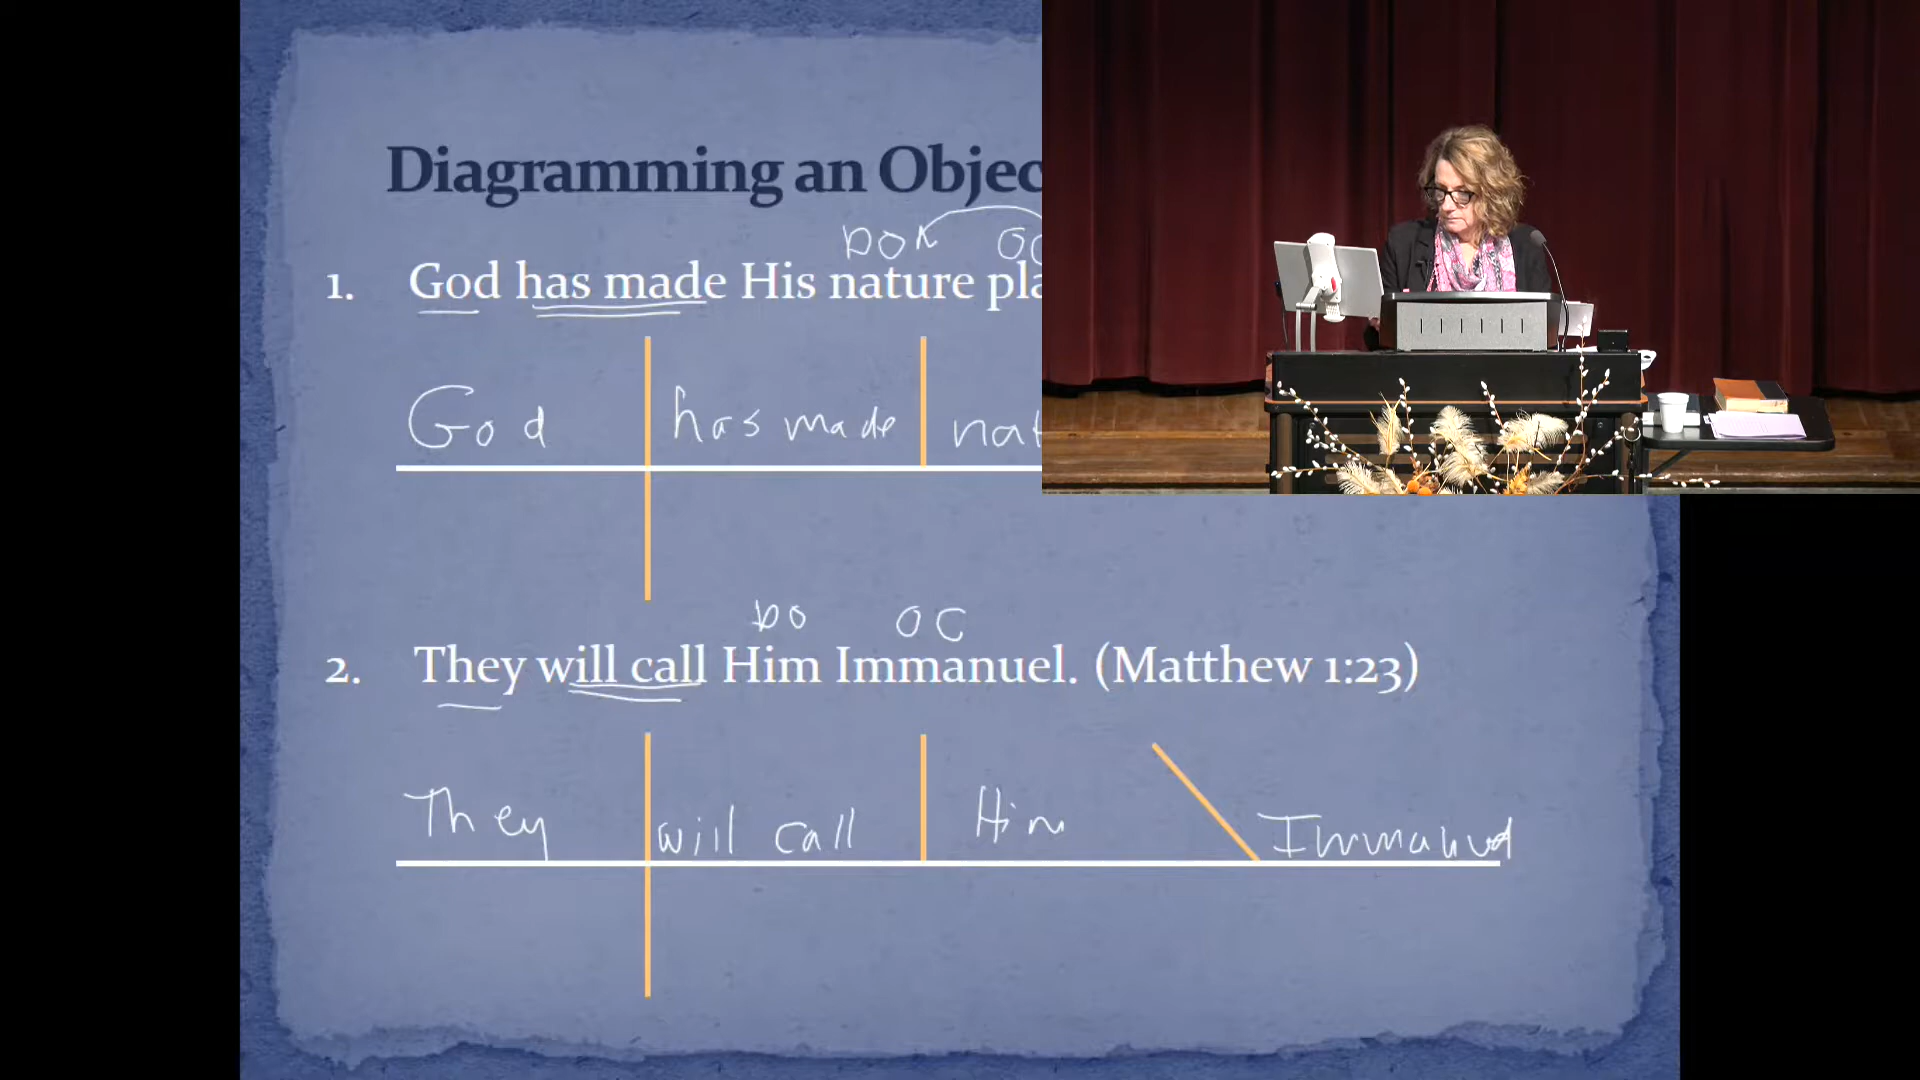 Diagramming an Objec
DO OC
1. God has made His nature pla
God has made nat
DO OC
2. They will call Him Immanuel. (Matthew 1:23)
They will call Him Immanuel